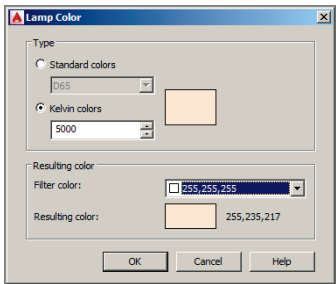 Lamp Color
Type
Standard colors
D65
Kelvin colors
5000
Resulting color
Filter color:
255,255,255
Resulting color:
255,235,217
OK
Cancel
Help